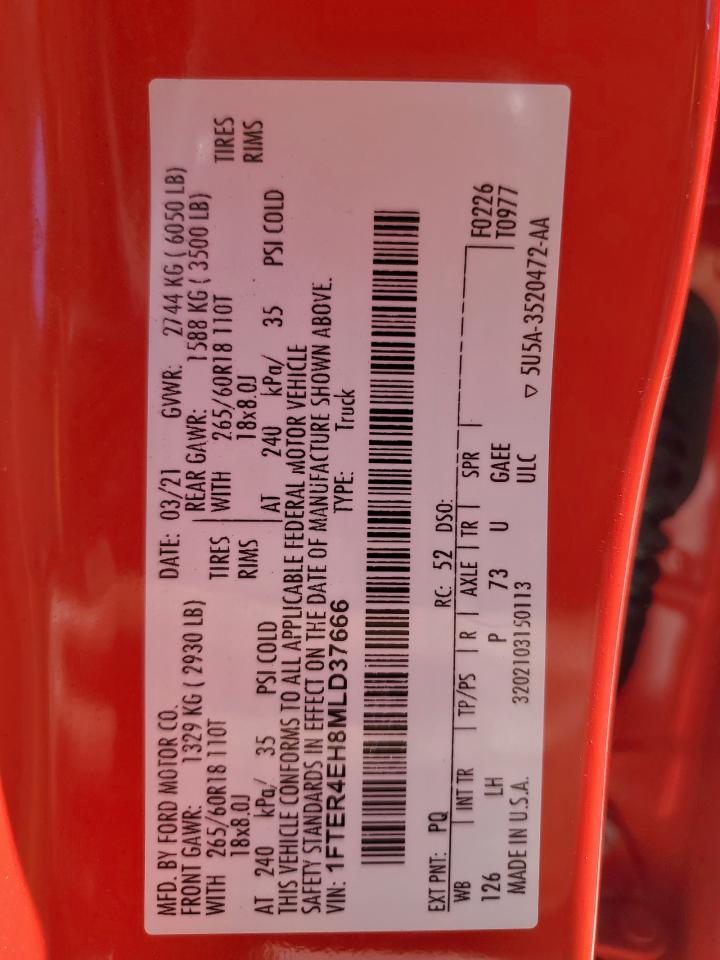 MFD. BY FORD MOTOR CO.
DATE: 03/21 GVWR: 2744 KG ( 6050 LB)
FRONT GAWR: 1329 KG ( 2930 LB)
REAR GAWR: 1588 KG ( 3500 LB)
WITH 265/60R18 110T TIRES
WITH 265/60R18 110T TIRES
18x8.0J RIMS
18x8.0J RIMS
AT 240 kPa/ 35 PSI COLD
AT 240 kPa/ 35 PSI COLD
THIS VEHICLE CONFORMS TO ALL APPLICABLE FEDERAL MOTOR VEHICLE
SAFETY STANDARDS IN EFFECT ON THE DATE OF MANUFACTURE SHOWN ABOVE.
VIN: 1FTER4EH8MLD37666 TYPE: Truck
EXT PNT: PQ RC: 52 DSO:
WB | INT TR | TP/PS | R | AXLE | TR | SPR F0226
126 LH P 73 U GAEE T0977
MADE IN U.S.A. 3202103150113 ULC ▽ 5U5A-3520472-AA